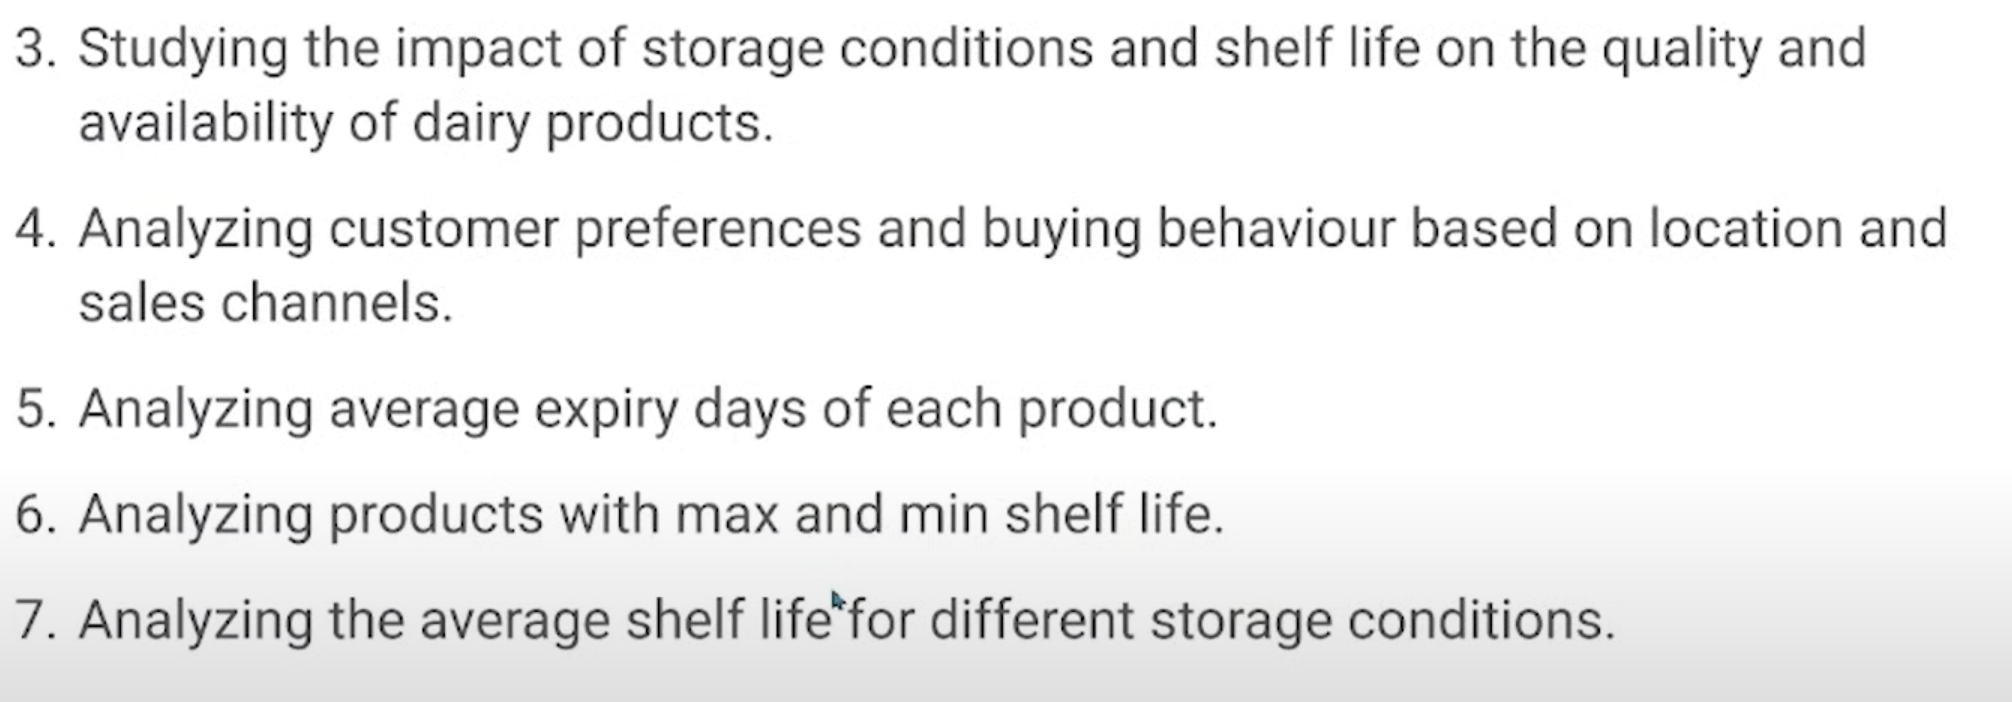 3. Studying the impact of storage conditions and shelf life on the quality and
availability of dairy products.
4. Analyzing customer preferences and buying behaviour based on location and
sales channels.
5. Analyzing average expiry days of each product.
6. Analyzing products with max and min shelf life.
7. Analyzing the average shelf life for different storage conditions.